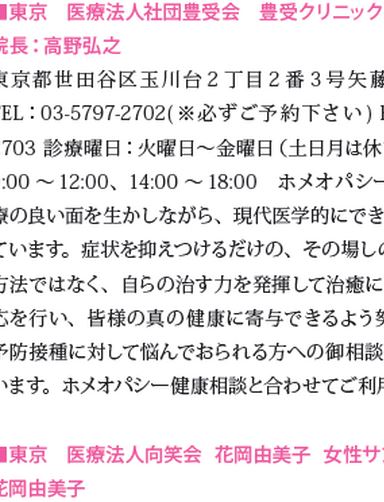 ■東京　医療法人社団豊受会　豊受クリニック
院長：高野弘之
東京都世田谷区玉川台２丁目２番３号矢藤
TEL：03-5797-2702(※必ずご予約下さい)
703 診療曜日：火曜日～金曜日（土日月は休
:00 ～ 12:00、14:00 ～ 18:00　ホメオパシー
療の良い面を生かしながら、現代医学的にでき
ています。症状を抑えつけるだけの、その場しの
方法ではなく、自らの治す力を発揮して治癒に
応を行い、皆様の真の健康に寄与できるよう努
予防接種に対して悩んでおられる方への御相談
います。ホメオパシー健康相談と合わせてご利用
■東京　医療法人向笑会　花岡由美子　女性サン
花岡由美子